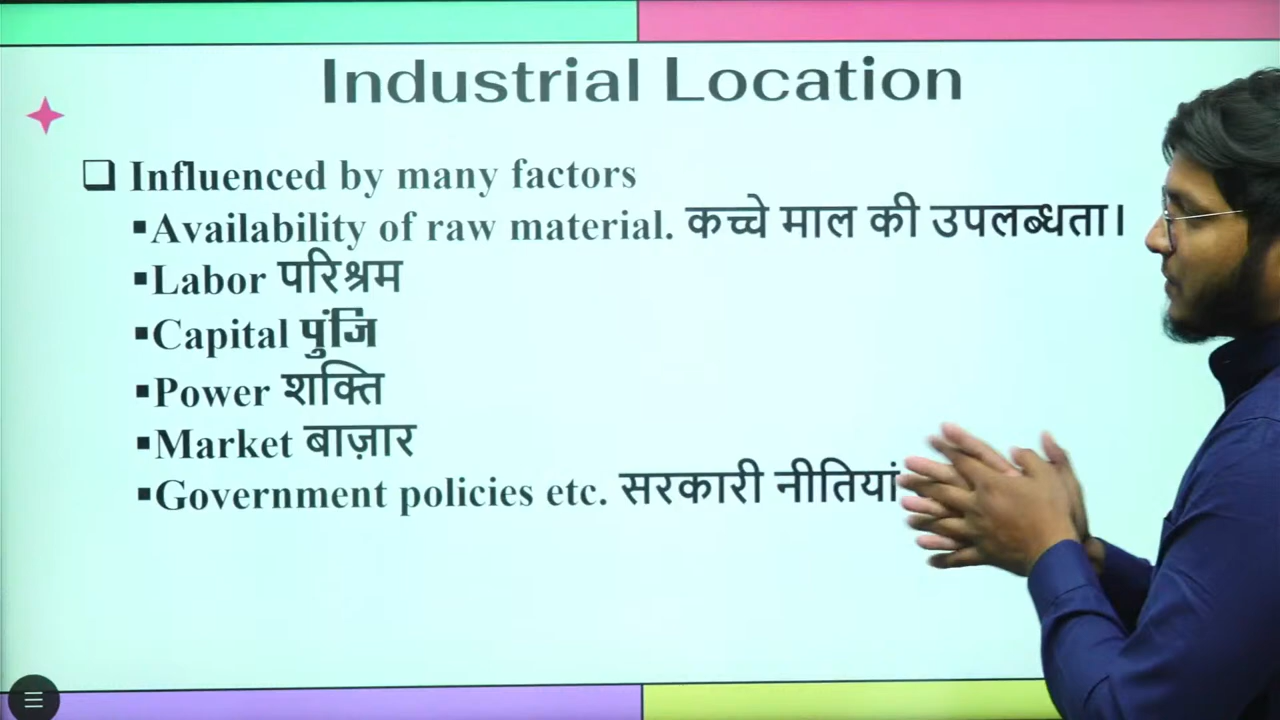 Industrial Location
Influenced by many factors
Availability of raw material. कच्चे माल की उपलब्धता।
Labor परिश्रम
Capital पुंजि
Power शक्ति
Market बाज़ार
Government policies etc. सरकारी नीतियां